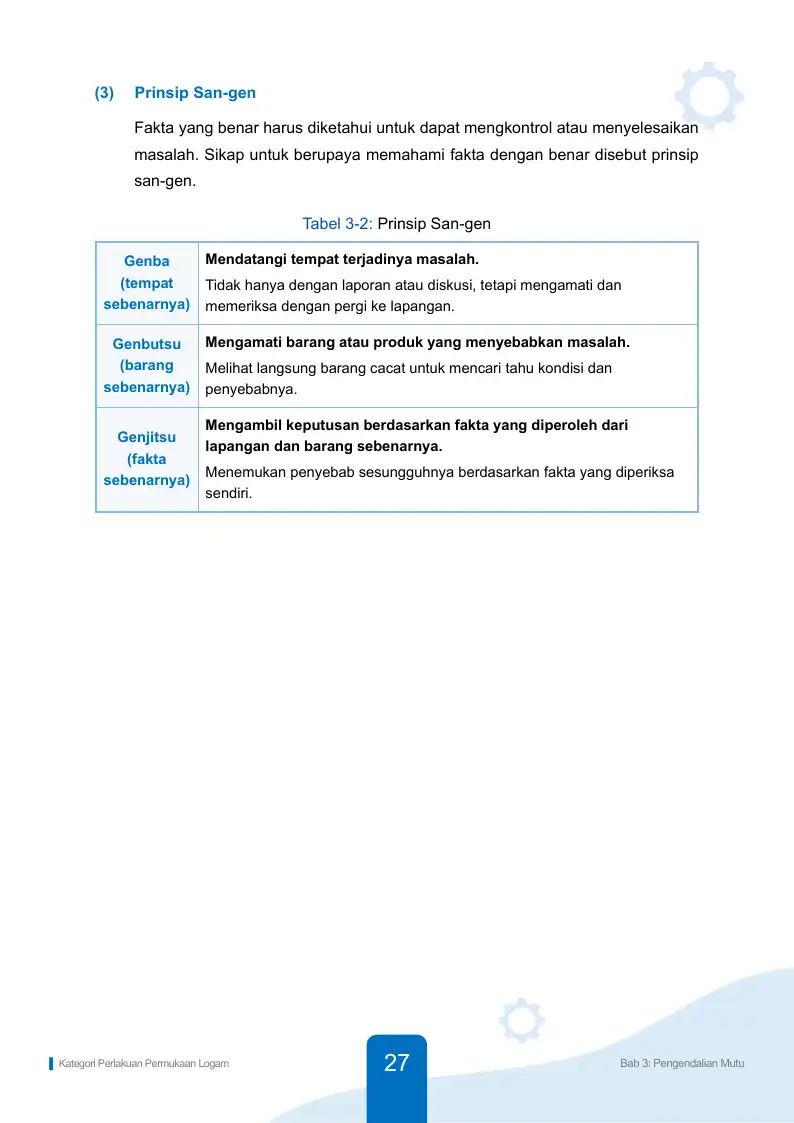 (3) Prinsip San-gen
Fakta yang benar harus diketahui untuk dapat mengkontrol atau menyelesaikan
masalah. Sikap untuk berupaya memahami fakta dengan benar disebut prinsip
san-gen.
Tabel 3-2: Prinsip San-gen
Genba
(tempat
sebenarnya)
Mendatangi tempat terjadinya masalah.
Tidak hanya dengan laporan atau diskusi, tetapi mengamati dan
memeriksa dengan pergi ke lapangan.
Genbutsu
(barang
sebenarnya)
Mengamati barang atau produk yang menyebabkan masalah.
Melihat langsung barang cacat untuk mencari tahu kondisi dan
penyebabnya.
Genjitsu
(fakta
sebenarnya)
Mengambil keputusan berdasarkan fakta yang diperoleh dari
lapangan dan barang sebenarnya.
Menemukan penyebab sesungguhnya berdasarkan fakta yang diperiksa
sendiri.
Kategori Perlakuan Permukaan Logam
27
Bab 3: Pengendalian Mutu